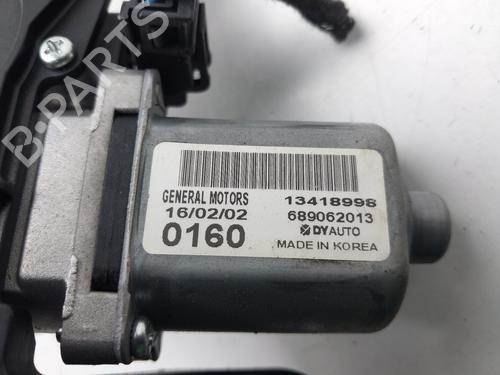 B-PARTS
GENERAL MOTORS 13418998
16/02/02 689062013
0160 DYAUTO
MADE IN KOREA